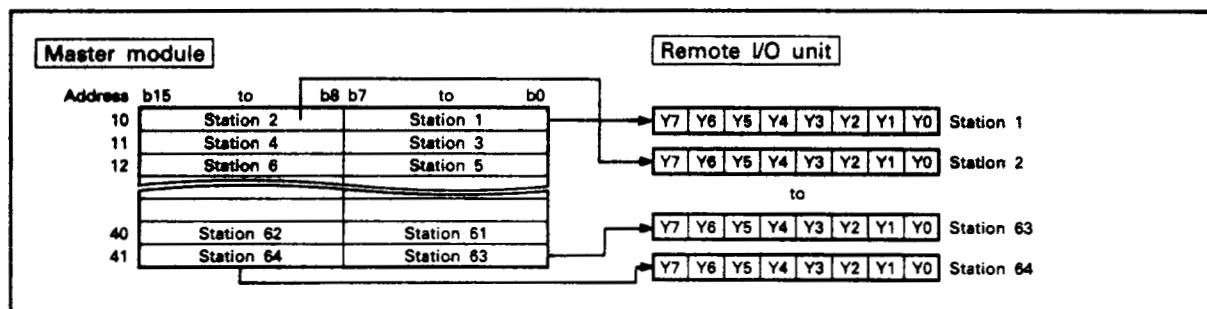 Master module
Remote I/O unit
Address b15 to b8 b7 to b0
10 Station 2 Station 1
Y7 Y6 Y5 Y4 Y3 Y2 Y1 Y0 Station 1
11 Station 4 Station 3
12 Station 6 Station 5
Y7 Y6 Y5 Y4 Y3 Y2 Y1 Y0 Station 2
to
40 Station 62 Station 61
Y7 Y6 Y5 Y4 Y3 Y2 Y1 Y0 Station 63
41 Station 64 Station 63
Y7 Y6 Y5 Y4 Y3 Y2 Y1 Y0 Station 64